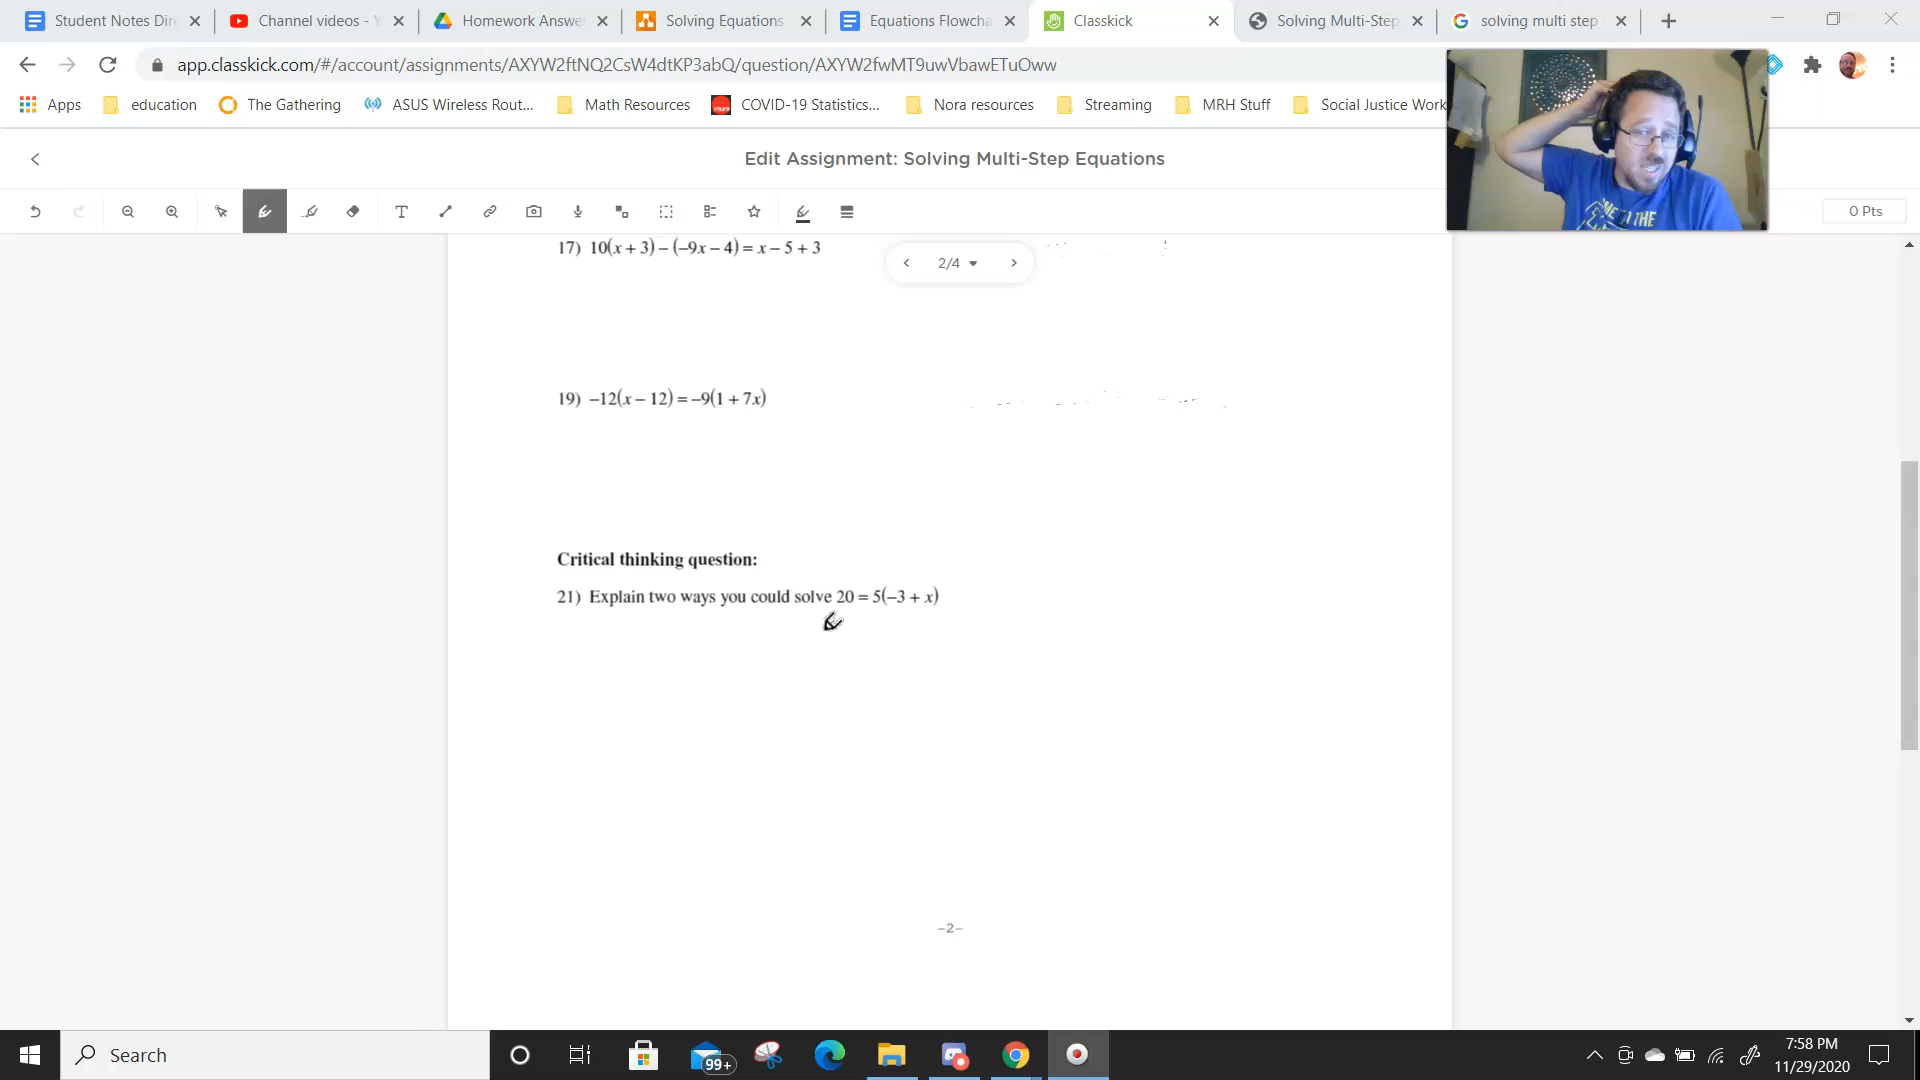 Student Notes Dire
Channel videos - Y
Homework Answe
Solving Equations
Equations Flowcha
Classkick
Solving Multi-Step
solving multi step
app.classkick.com/#/account/assignments/AXYW2ftNQ2CsW4dtKP3abQ/question/AXYW2fwMT9uwVbawETuOww
Apps
education
The Gathering
ASUS Wireless Rout...
Math Resources
COVID-19 Statistics...
Nora resources
Streaming
MRH Stuff
Social Justice Work
Edit Assignment: Solving Multi-Step Equations
0 Pts
17) 10(x + 3) − (−9x − 4) = x − 5 + 3
2/4
19) −12(x − 12) = −9(1 + 7x)
Critical thinking question:
21) Explain two ways you could solve 20 = 5(−3 + x)
-2-
Search
99+
7:58 PM
11/29/2020